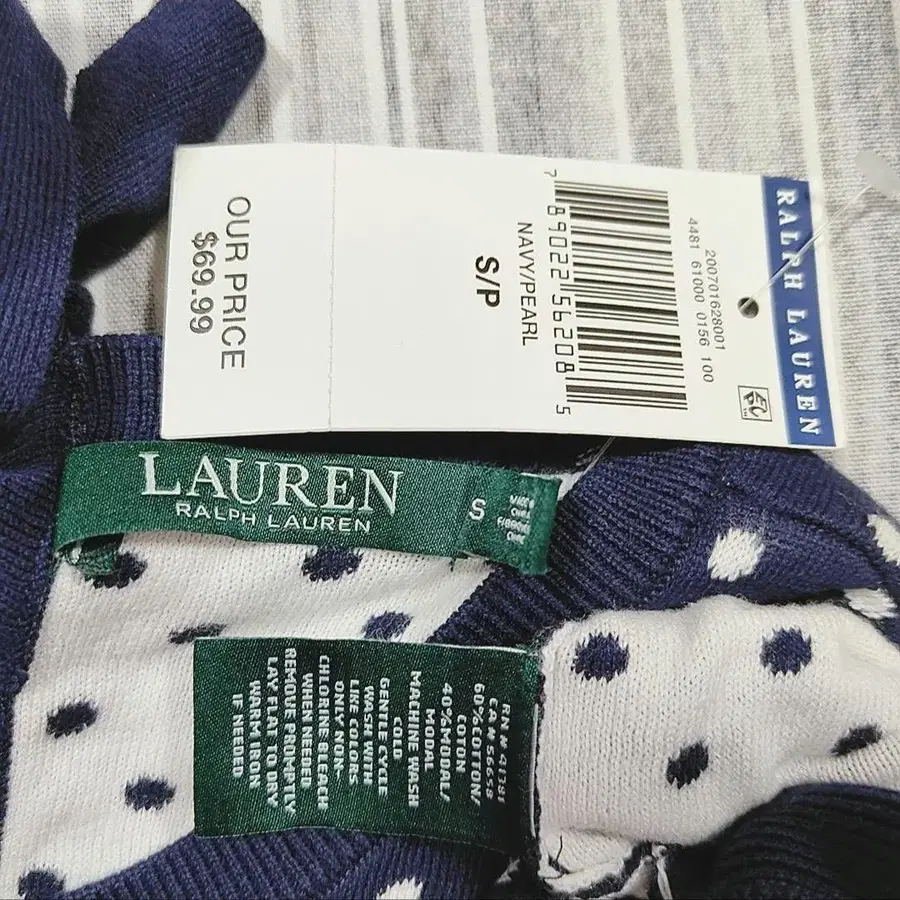 RALPH LAUREN
200701628001
4481 61000 0156 100
7 89022 56208 5
NAVY/PEARL
S/P
OUR PRICE
$69.99
LAUREN
RALPH LAUREN
S
RN# 41381
CA# 56658
60% COTTON/
COTON
40% MODAL/
MODAL
MACHINE WASH
COLD
GENTLE CYCLE
WASH WITH
LIKE COLORS
ONLY NON-
CHLORINE BLEACH
WHEN NEEDED
REMOVE PROMPTLY
LAY FLAT TO DRY
WARM IRON
IF NEEDED